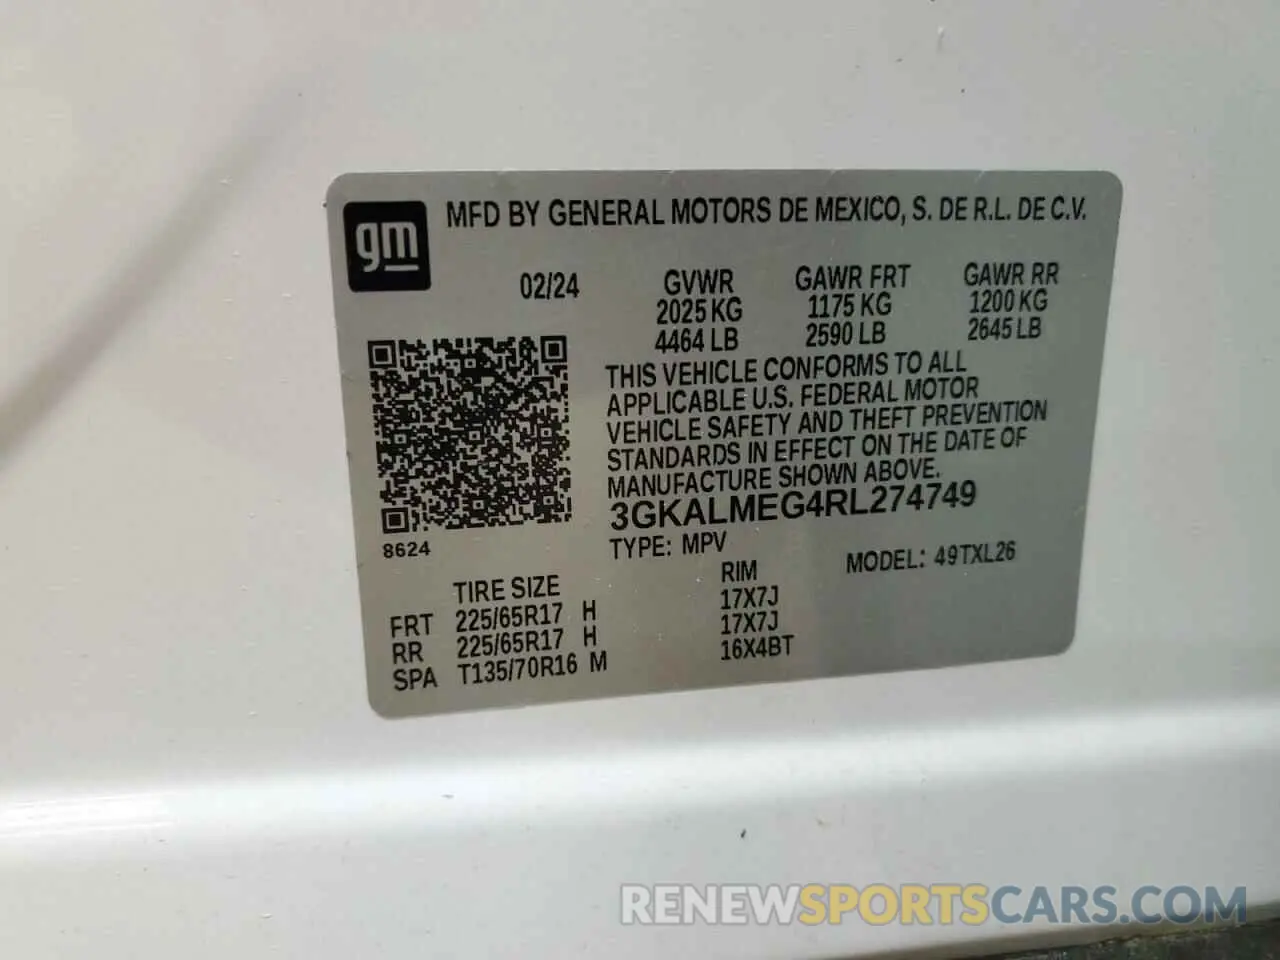 gm
MFD BY GENERAL MOTORS DE MEXICO, S. DE R.L. DE C.V.
02/24 GVWR GAWR FRT GAWR RR
2025 KG 1175 KG 1200 KG
4464 LB 2590 LB 2645 LB
THIS VEHICLE CONFORMS TO ALL
APPLICABLE U.S. FEDERAL MOTOR
VEHICLE SAFETY AND THEFT PREVENTION
STANDARDS IN EFFECT ON THE DATE OF
MANUFACTURE SHOWN ABOVE.
3GKALMEG4RL274749
8624
TYPE: MPV MODEL: 49TXL26
TIRE SIZE RIM
FRT 225/65R17 H 17X7J
RR 225/65R17 H 17X7J
SPA T135/70R16 M 16X4BT
RENEWSPORTSCARS.COM